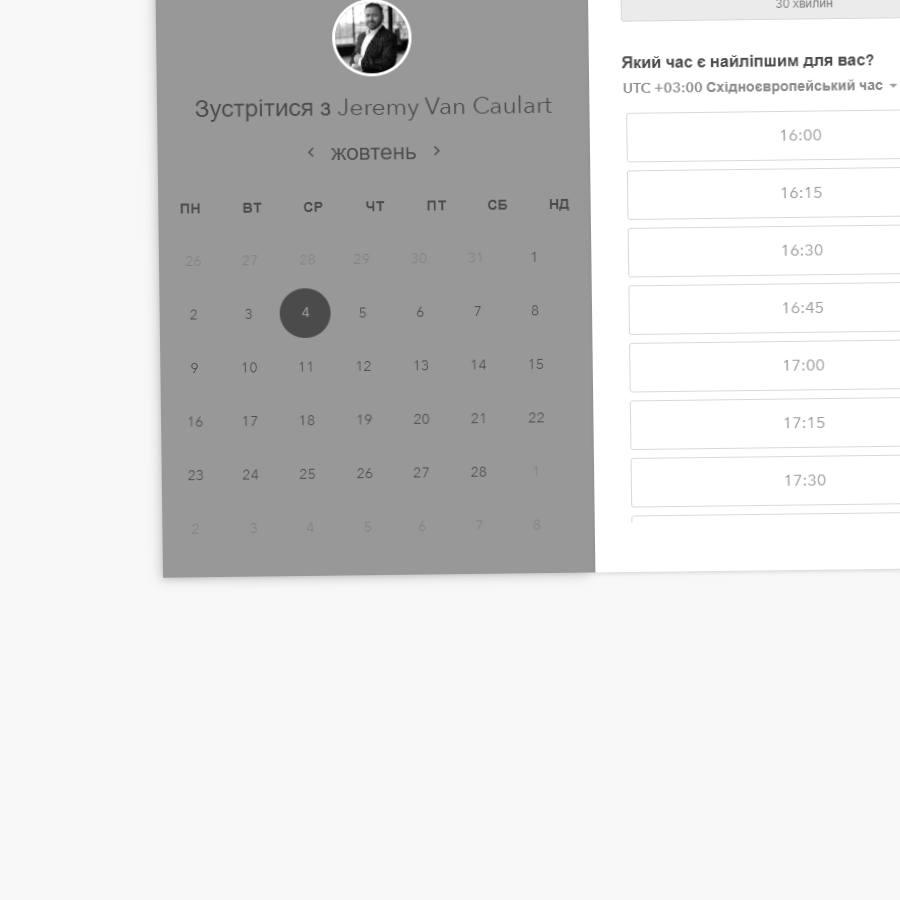 Зустрітися з Jeremy Van Caulart
жовтень
ПН ВТ СР ЧТ ПТ СБ НД
26 27 28 29 30 31 1
2 3 4 5 6 7 8
9 10 11 12 13 14 15
16 17 18 19 20 21 22
23 24 25 26 27 28 1
2 3 4 5 6 7 8
30 хвилин
Який час є найліпшим для вас?
UTC +03:00 Східноєвропейський час
16:00
16:15
16:30
16:45
17:00
17:15
17:30